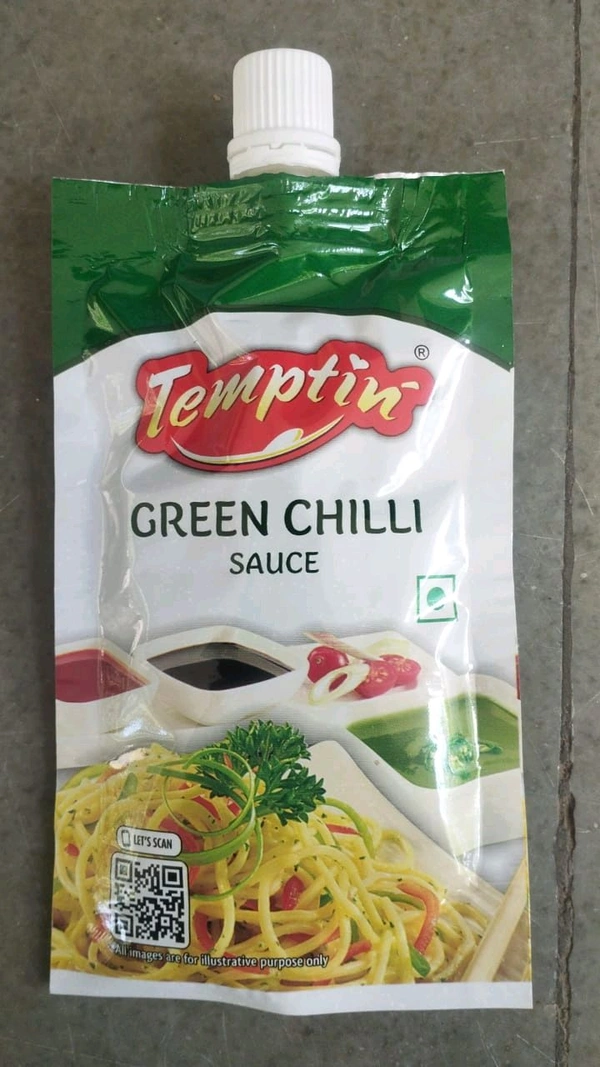 Temptin
®
GREEN CHILLI
SAUCE
LET'S SCAN
All images are for illustrative purpose only